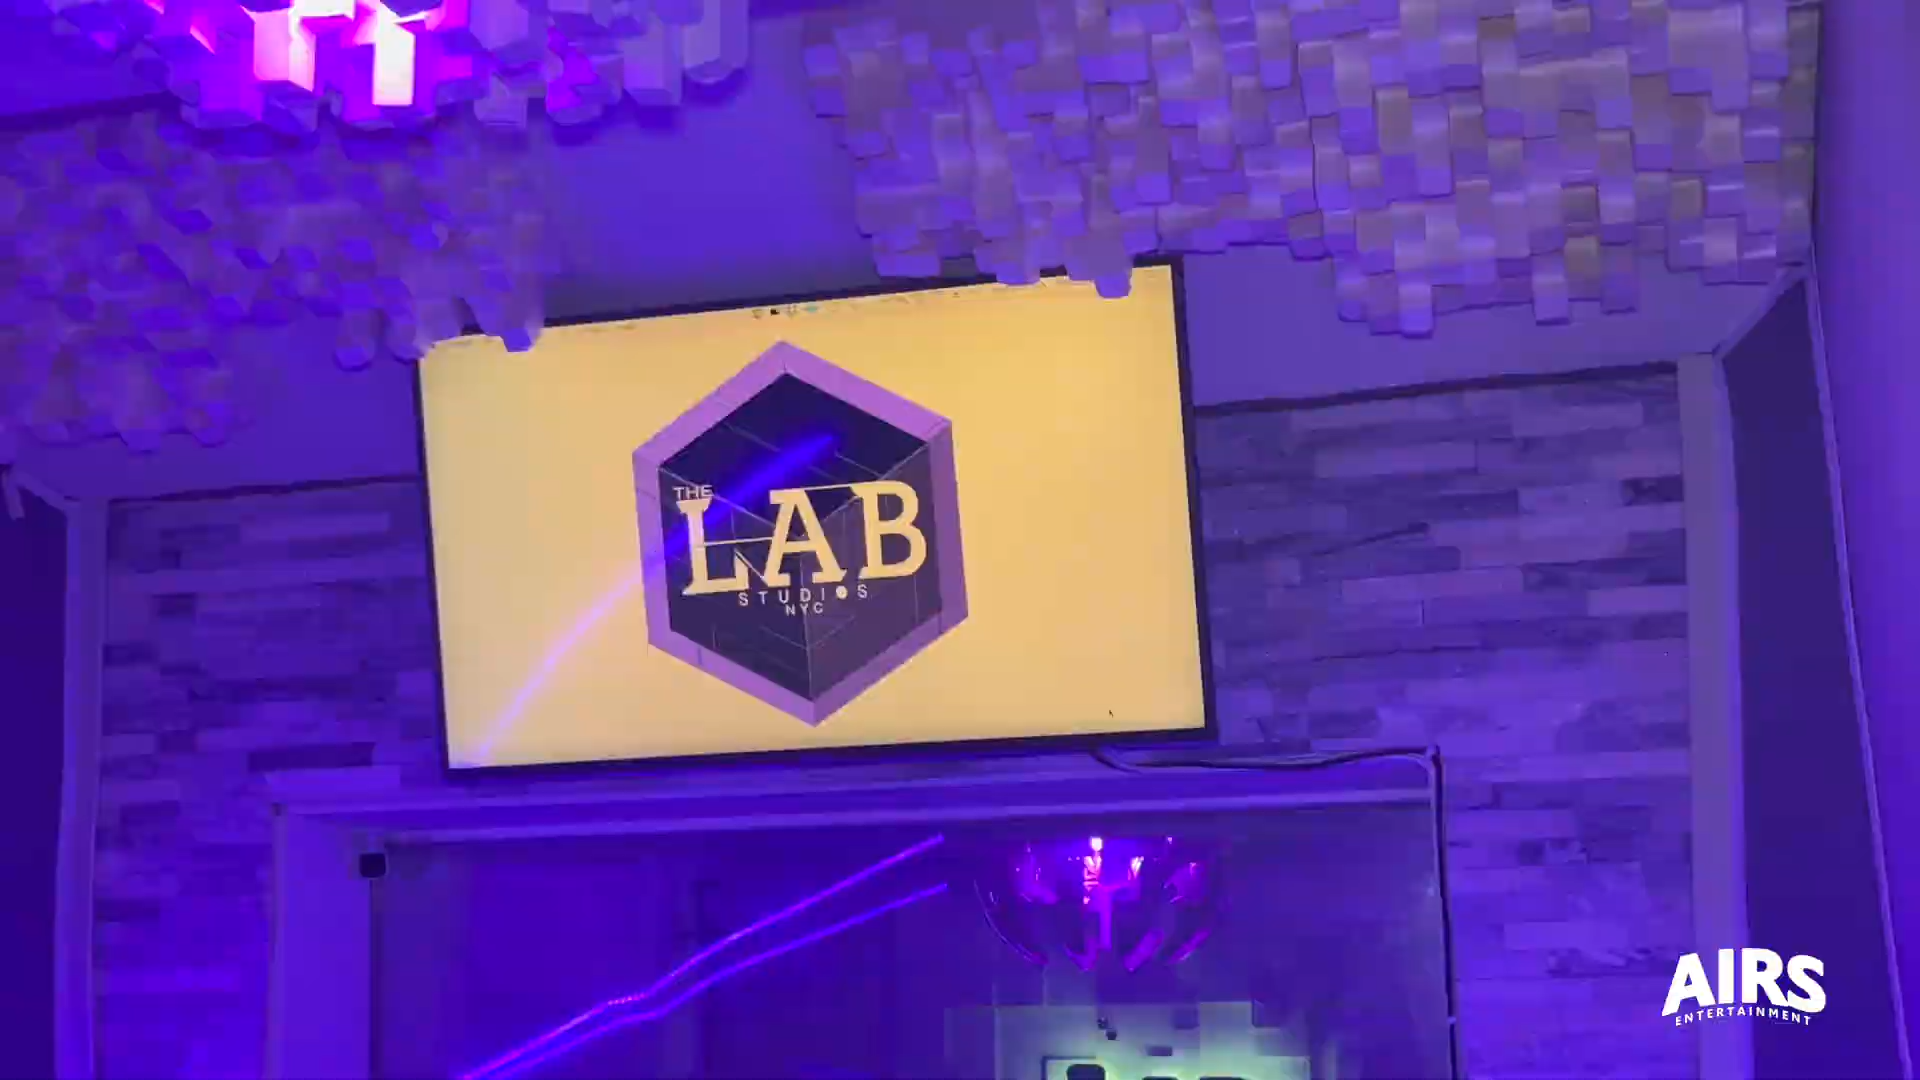 THE
LAB
STUDIOS
NYC
AIRS
ENTERTAINMENT